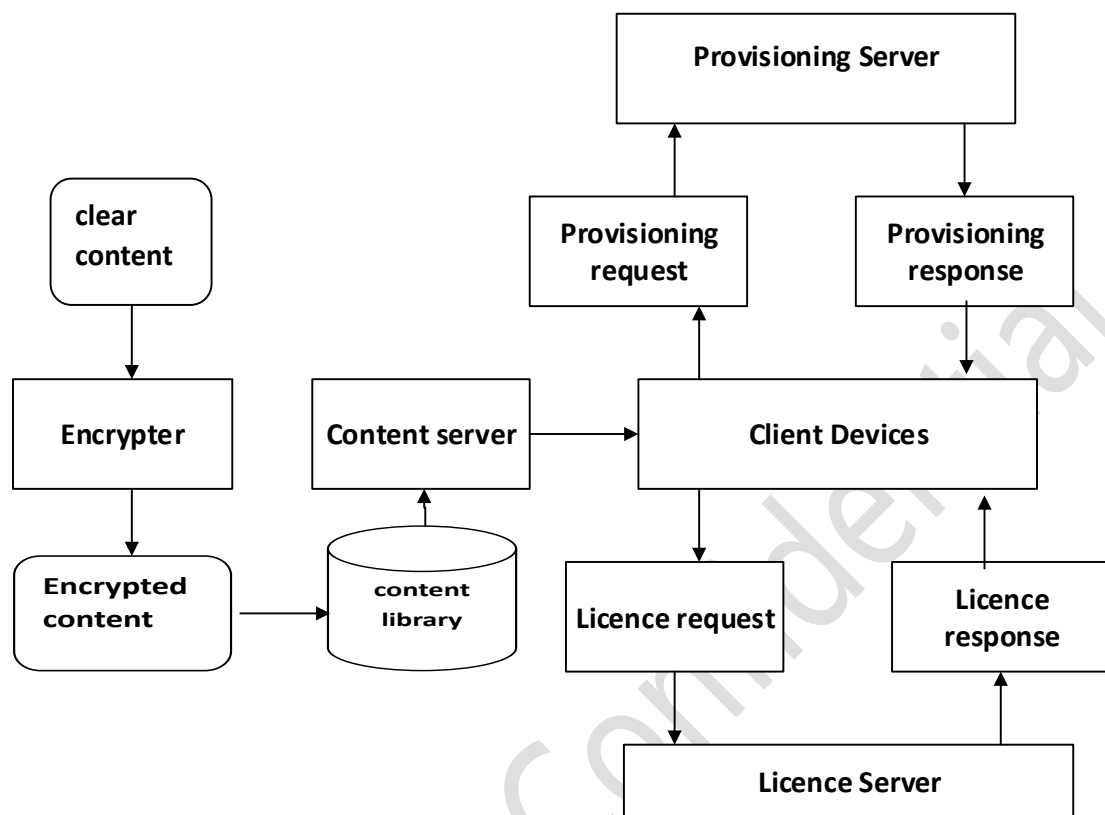 Provisioning Server
clear
content
Provisioning
request
Provisioning
response
Encrypter
Content server
Client Devices
Encrypted
content
content
library
Licence request
Licence
response
Licence Server
Confidential